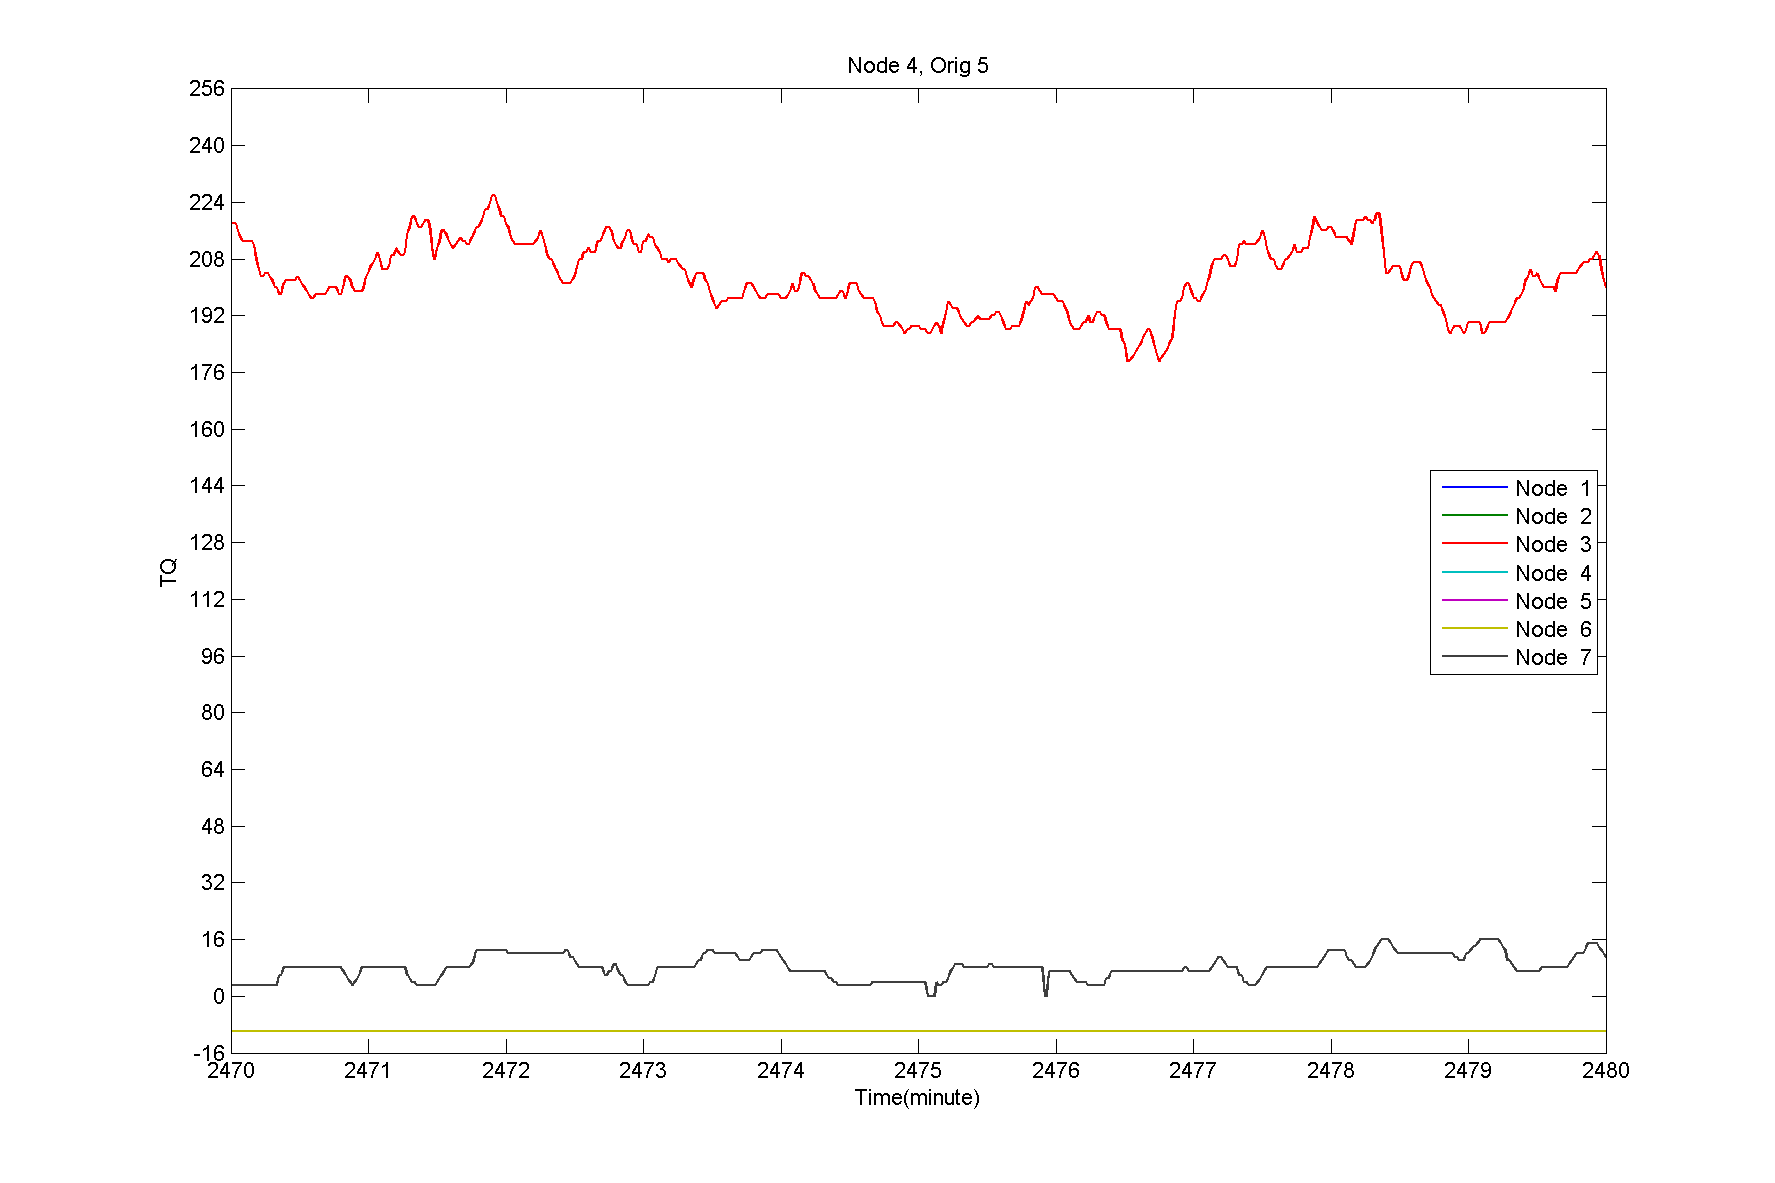 Node 4, Orig 5
256
240
224
208
192
176
160
144
128
112
96
80
64
48
32
16
0
-16
TQ
Node 1
Node 2
Node 3
Node 4
Node 5
Node 6
Node 7
2470 2471 2472 2473 2474 2475 2476 2477 2478 2479 2480
Time(minute)